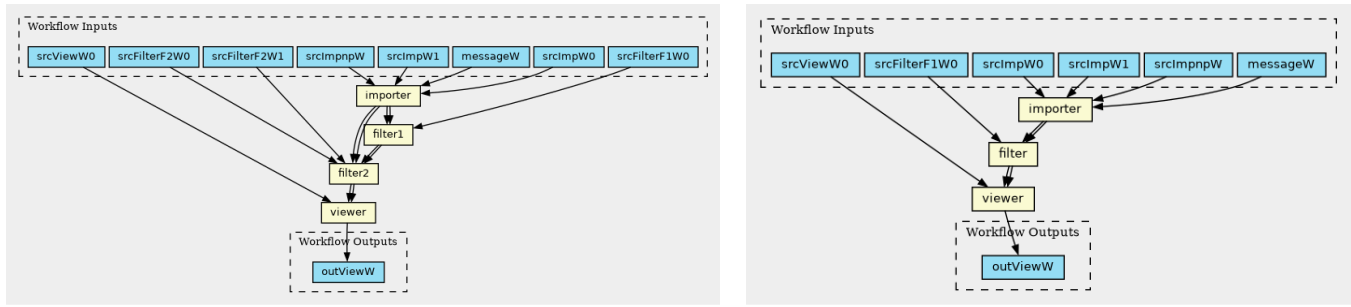 Workflow Inputs
srcViewW0 srcFilterF2W0 srcFilterF2W1 srcImpnpW srcImpW1 messageW srcImpW0 srcFilterF1W0
importer
filter1
filter2
viewer
Workflow Outputs
outViewW
Workflow Inputs
srcViewW0 srcFilterF1W0 srcImpW0 srcImpW1 srcImpnpW messageW
importer
filter
viewer
Workflow Outputs
outViewW